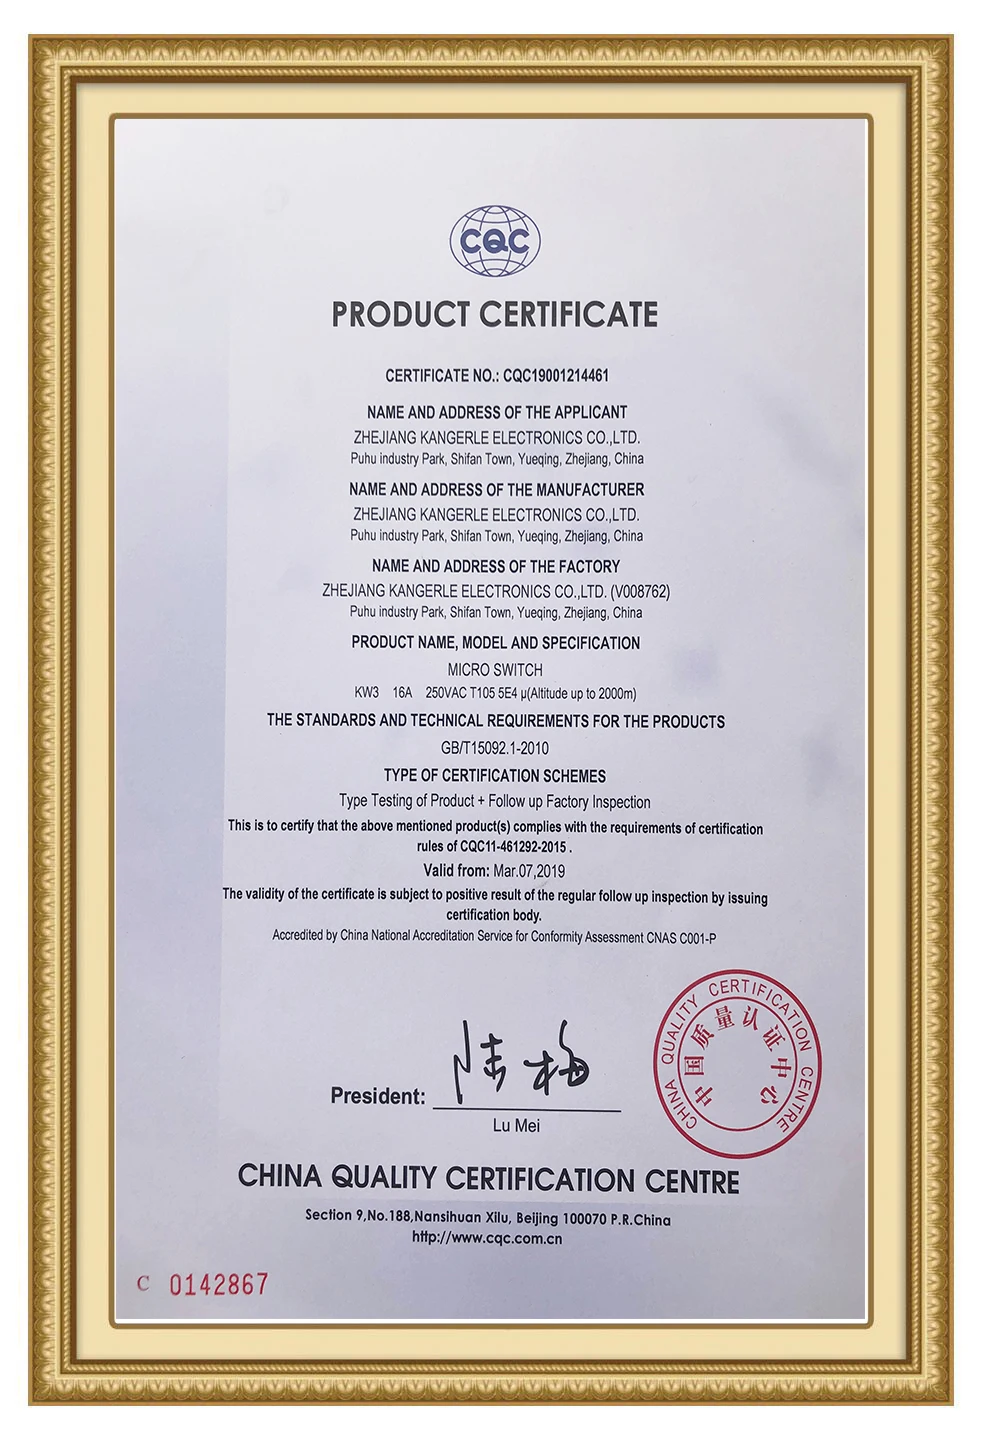 CQC
PRODUCT CERTIFICATE
CERTIFICATE NO.: CQC19001214461
NAME AND ADDRESS OF THE APPLICANT
ZHEJIANG KANGERLE ELECTRONICS CO.,LTD.
Puhu industry Park, Shifan Town, Yueqing, Zhejiang, China
NAME AND ADDRESS OF THE MANUFACTURER
ZHEJIANG KANGERLE ELECTRONICS CO.,LTD.
Puhu industry Park, Shifan Town, Yueqing, Zhejiang, China
NAME AND ADDRESS OF THE FACTORY
ZHEJIANG KANGERLE ELECTRONICS CO.,LTD. (V008762)
Puhu industry Park, Shifan Town, Yueqing, Zhejiang, China
PRODUCT NAME, MODEL AND SPECIFICATION
MICRO SWITCH
KW3 16A 250VAC T105 5E4 μ(Altitude up to 2000m)
THE STANDARDS AND TECHNICAL REQUIREMENTS FOR THE PRODUCTS
GB/T15092.1-2010
TYPE OF CERTIFICATION SCHEMES
Type Testing of Product + Follow up Factory Inspection
This is to certify that the above mentioned product(s) complies with the requirements of certification
rules of CQC11-461292-2015 .
Valid from: Mar.07,2019
The validity of the certificate is subject to positive result of the regular follow up inspection by issuing
certification body.
Accredited by China National Accreditation Service for Conformity Assessment CNAS C001-P
President: 陆梅
Lu Mei
CHINA QUALITY CERTIFICATION CENTRE
中国质量认证中心
CHINA QUALITY CERTIFICATION CENTRE
Section 9,No.188,Nansihuan Xilu, Beijing 100070 P.R.China
http://www.cqc.com.cn
C 0142867